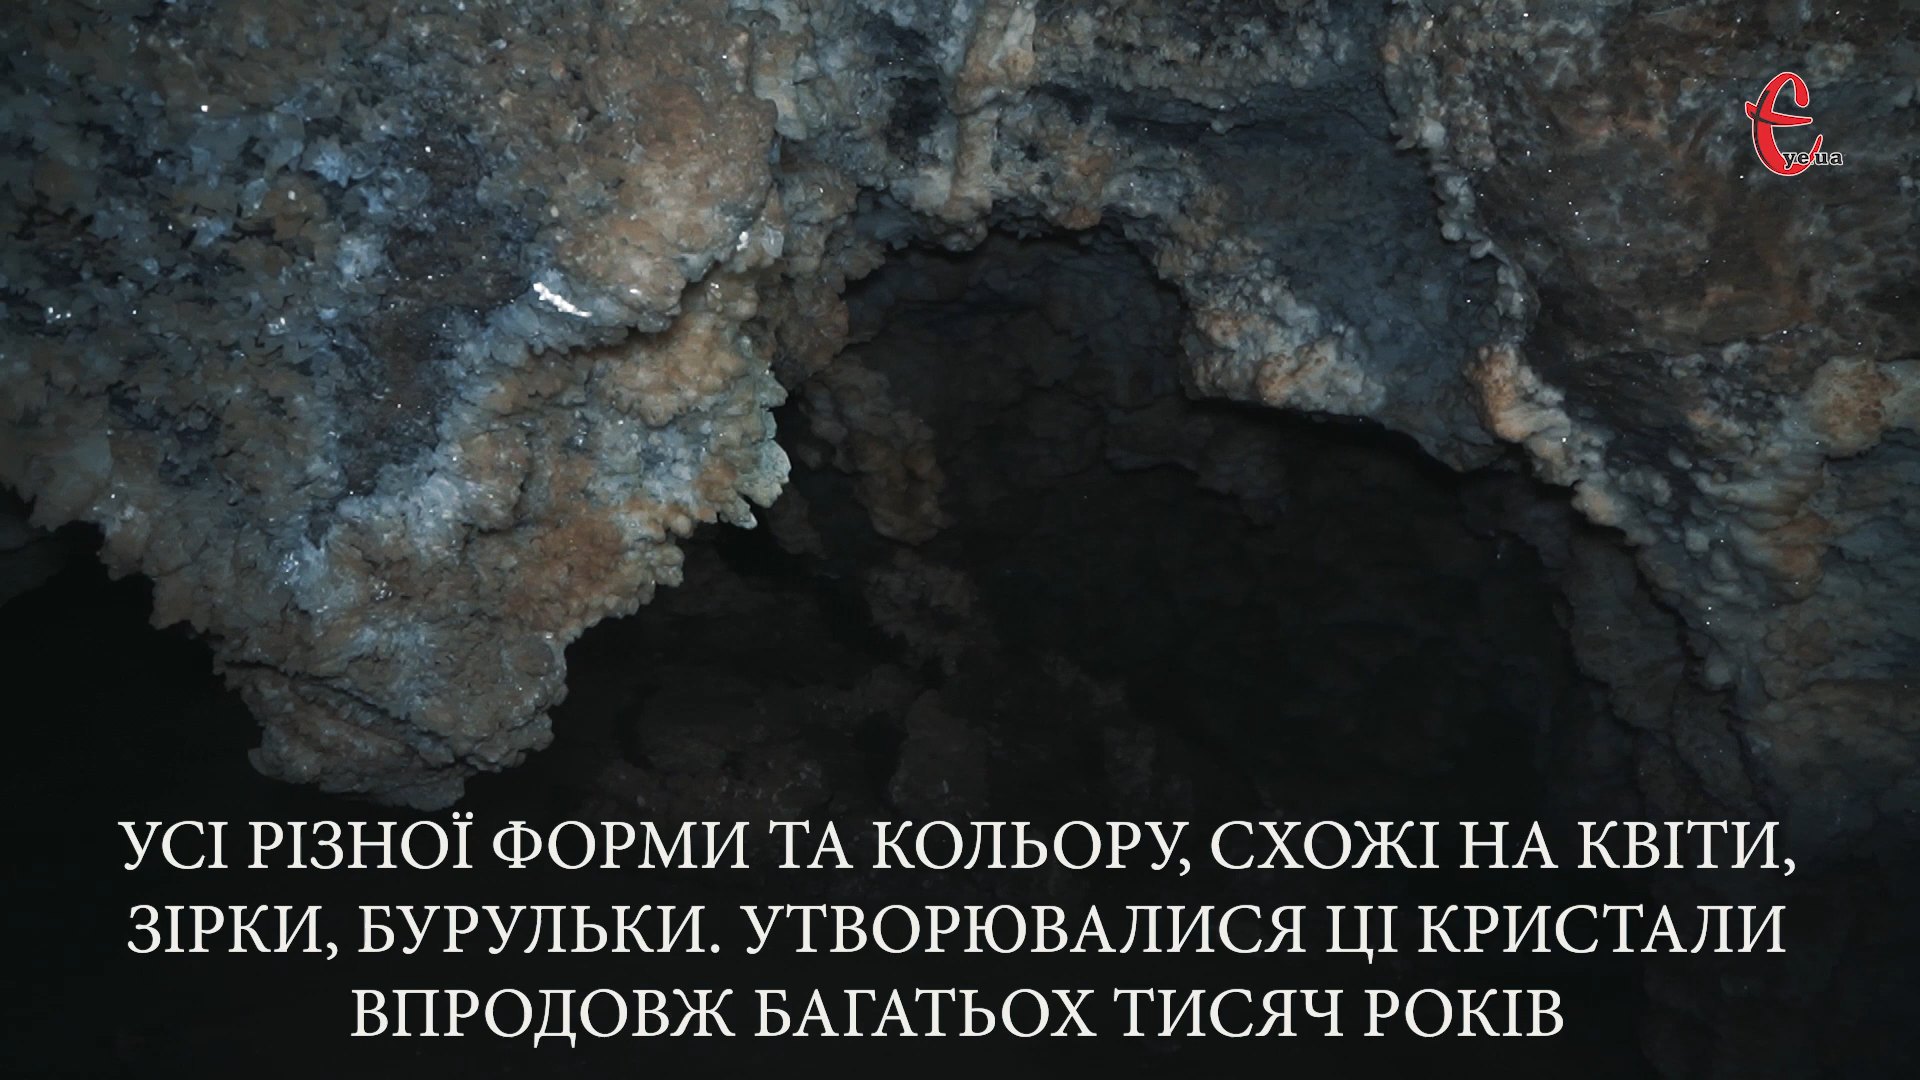 Є
ye.ua
УСІ РІЗНОЇ ФОРМИ ТА КОЛЬОРУ, СХОЖІ НА КВІТИ,
ЗІРКИ, БУРУЛЬКИ. УТВОРЮВАЛИСЯ ЦІ КРИСТАЛИ
ВПРОДОВЖ БАГАТЬОХ ТИСЯЧ РОКІВ